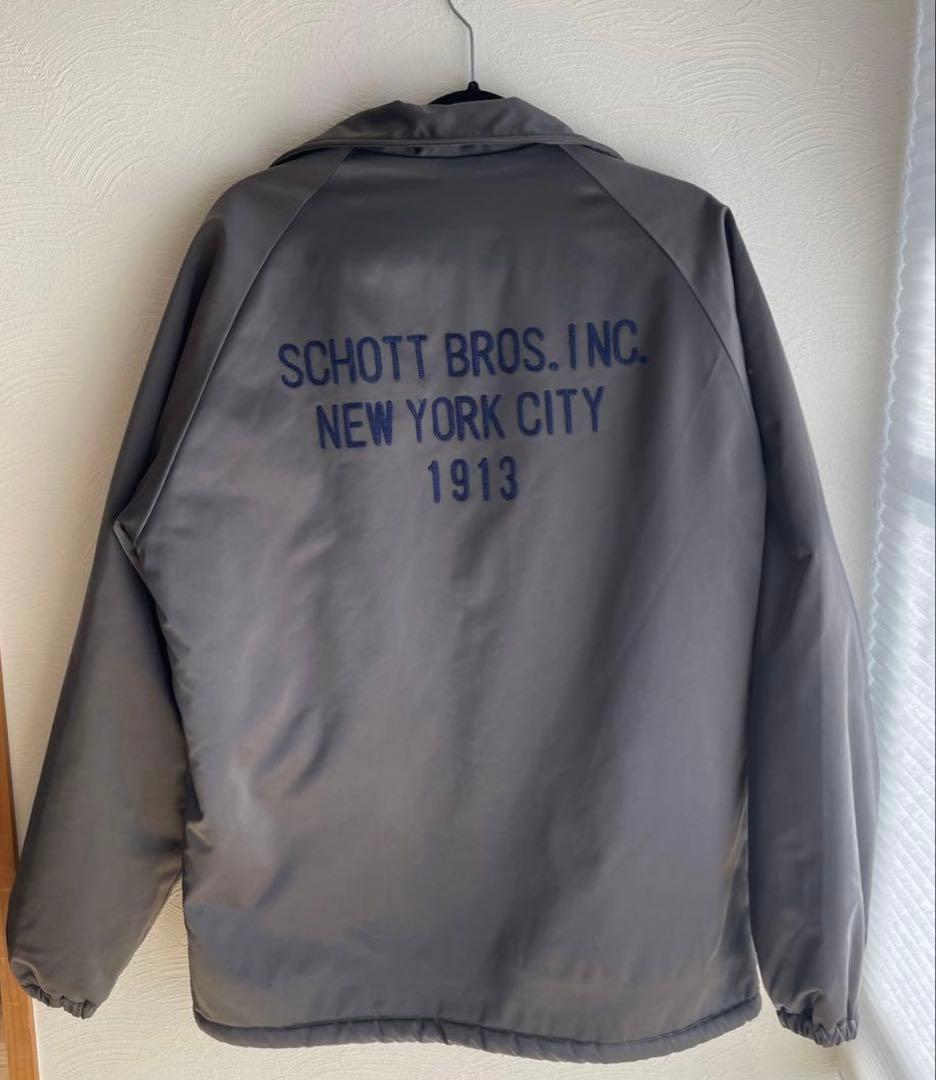 SCHOTT BROS. INC.
NEW YORK CITY
1913